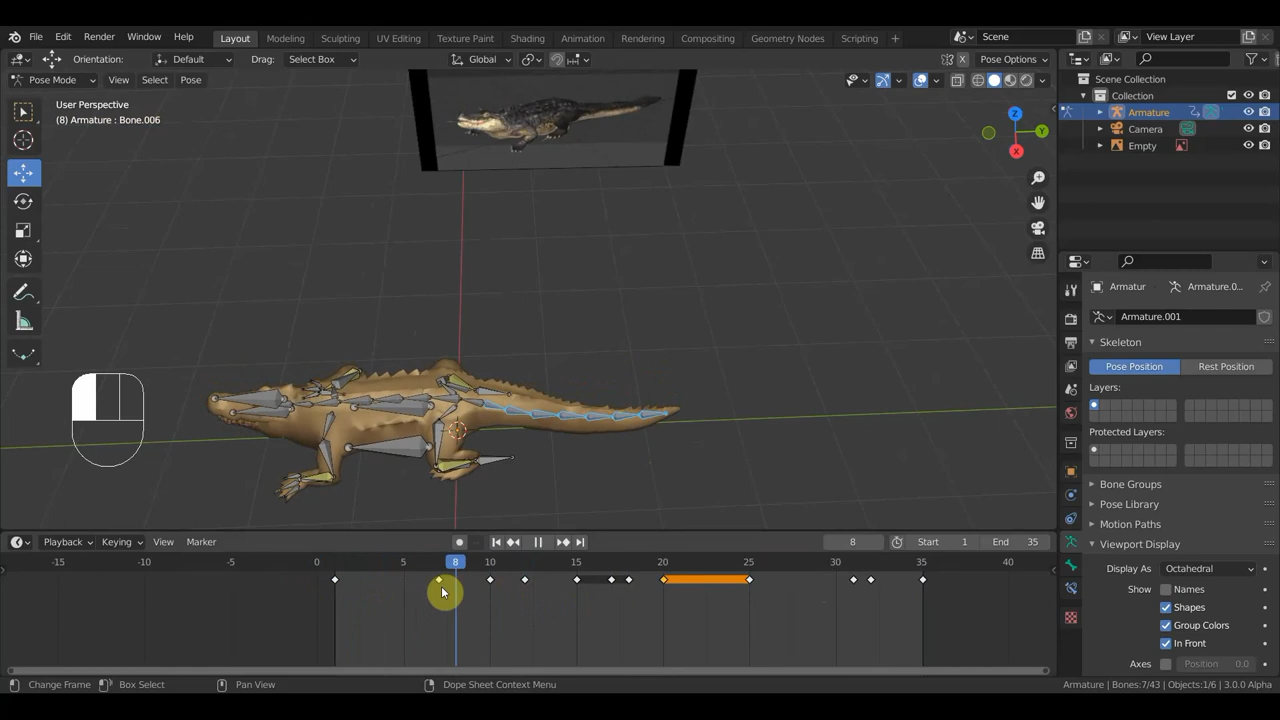 File Edit Render Window Help Layout Modeling Sculpting UV Editing Texture Paint Shading Animation Rendering Compositing Geometry Nodes Scripting + Scene View Layer
Orientation: Default Drag: Select Box Global Pose Options
Pose Mode View Select Pose
User Perspective
(8) Armature : Bone.006
Z
Y
X
Scene Collection
Collection
Armature
Camera
Empty
Armatur Armature.0...
Armature.001
Skeleton
Pose Position Rest Position
Layers:
Protected Layers:
Bone Groups
Pose Library
Motion Paths
Viewport Display
Display As Octahedral
Show Names
Shapes
Group Colors
In Front
Axes Position 0.0
Playback Keying View Marker 8 Start 1 End 35
-15 -10 -5 0 5 8 10 15 20 25 30 35 40
Change Frame Box Select Pan View Dope Sheet Context Menu Armature | Bones:7/43 | Objects:1/6 | 3.0.0 Alpha